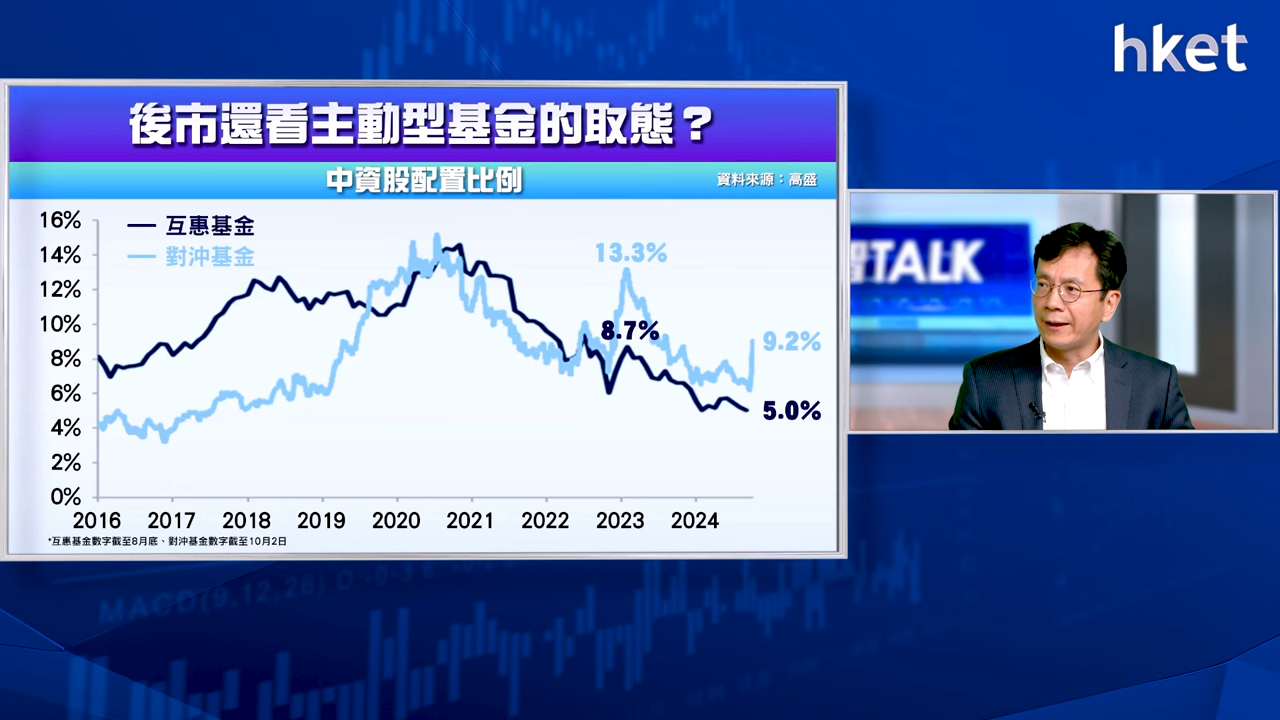 hket
後市還看主動型基金的取態？
中資股配置比例
資料來源：高盛
16%
14%
12%
10%
8%
6%
4%
2%
0%
互惠基金
對沖基金
13.3%
8.7%
9.2%
5.0%
2016 2017 2018 2019 2020 2021 2022 2023 2024
*互惠基金數字截至8月底、對沖基金數字截至10月2日
TALK
MACD(9,12,26)